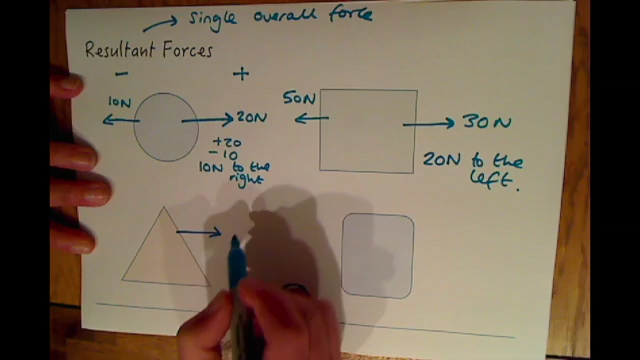 single overall force
Resultant Forces
- +
10N
20N
+20
-10
10N to the
right
50N
30N
20N to the
left.